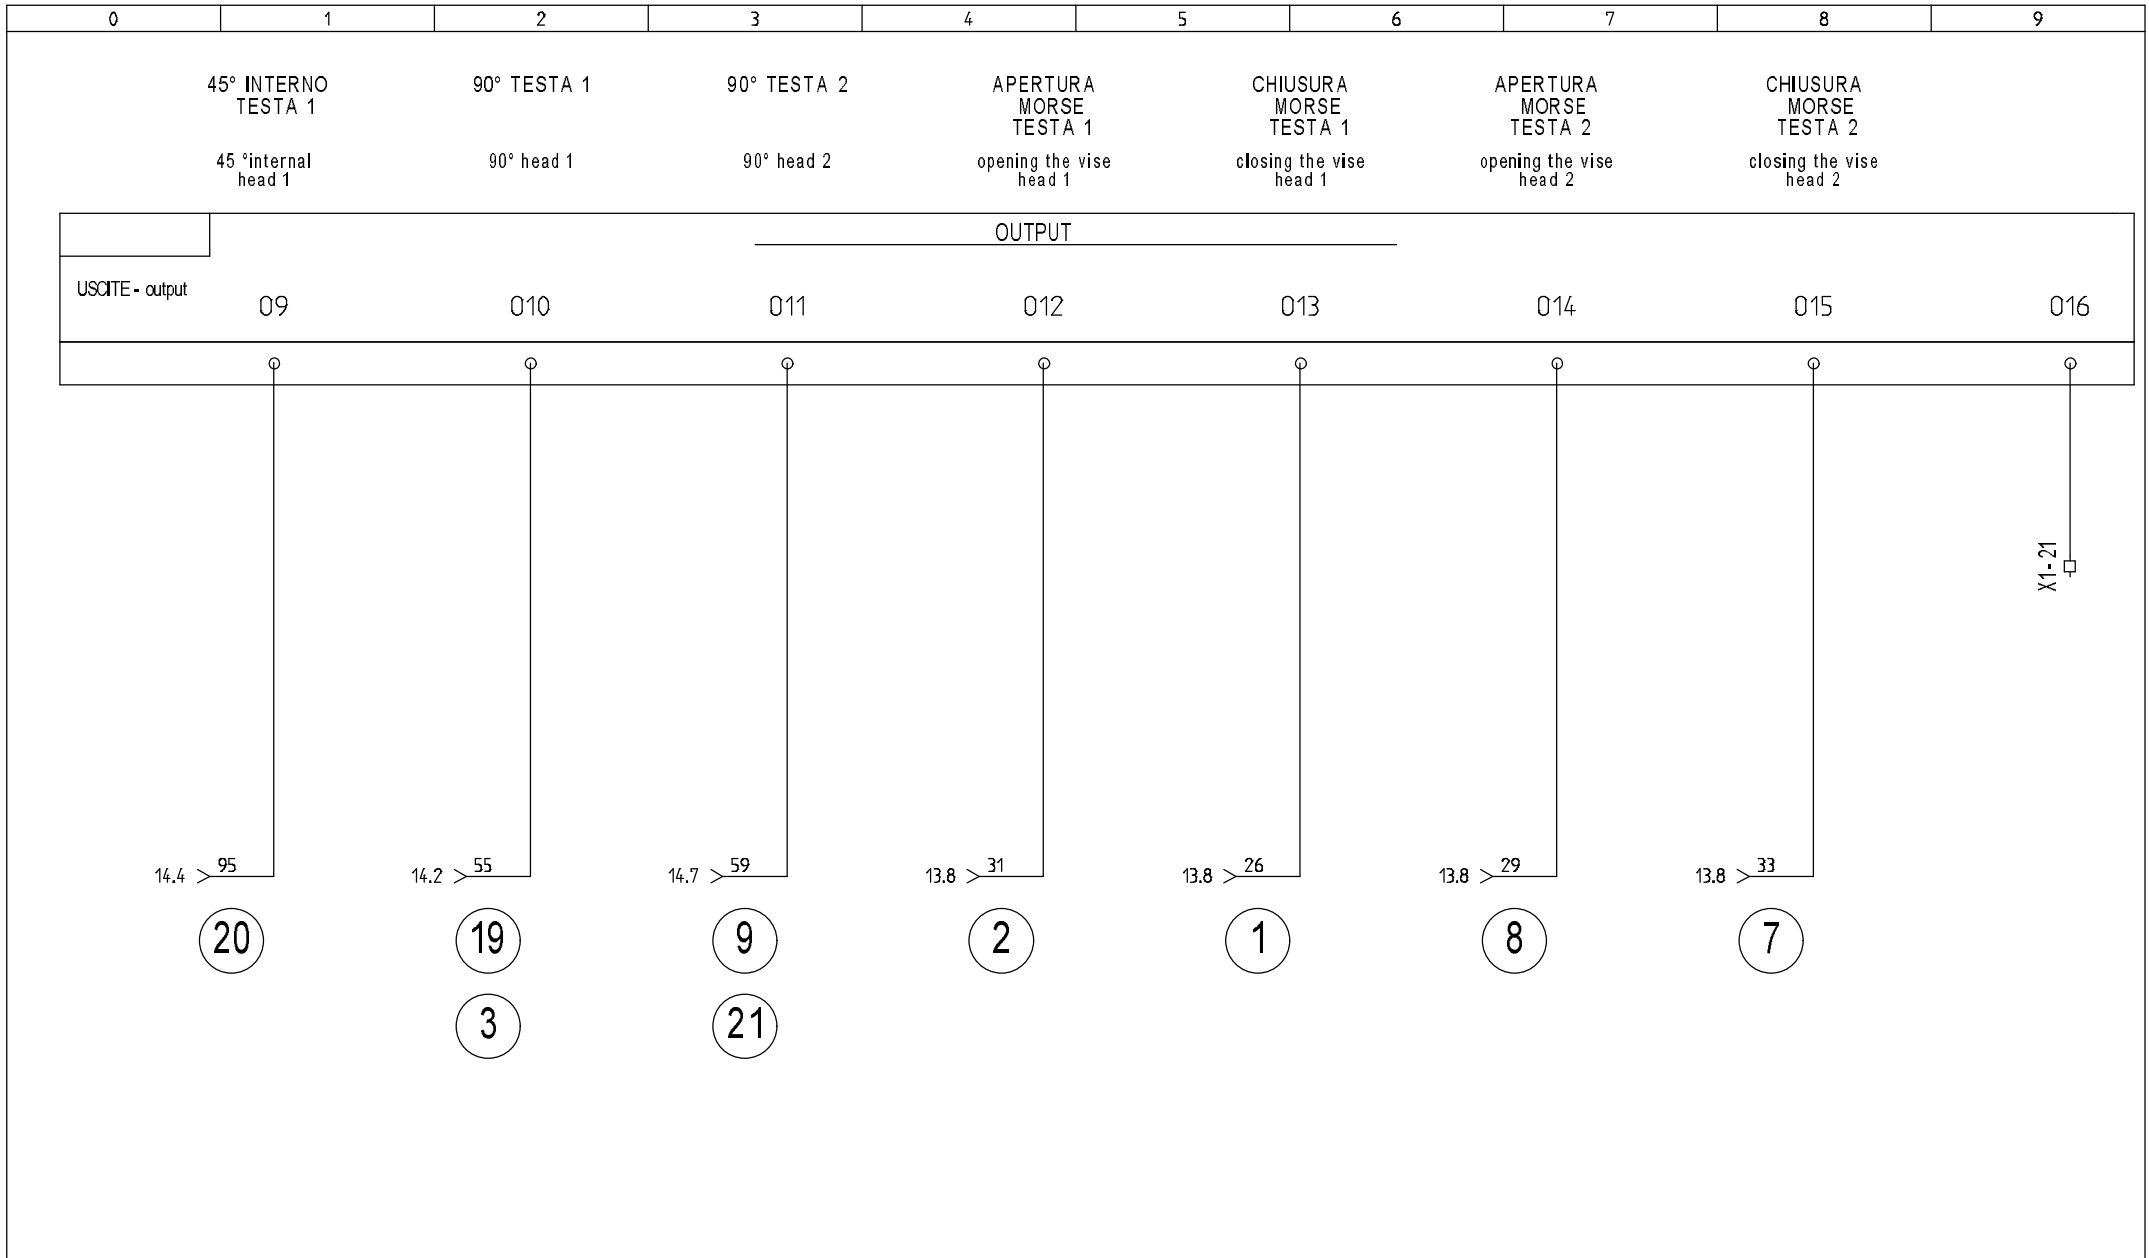 0 1 2 3 4 5 6 7 8 9
45° INTERNO
TESTA 1
90° TESTA 1
90° TESTA 2
APERTURA
MORSE
TESTA 1
CHIUSURA
MORSE
TESTA 1
APERTURA
MORSE
TESTA 2
CHIUSURA
MORSE
TESTA 2
45 °internal
head 1
90° head 1
90° head 2
opening the vise
head 1
closing the vise
head 1
opening the vise
head 2
closing the vise
head 2
OUTPUT
USCITE - output
O9 O10 O11 O12 O13 O14 O15 O16
X1-21
14.4 95
14.2 55
14.7 59
13.8 31
13.8 26
13.8 29
13.8 33
20 19 9 2 1 8 7
3 21